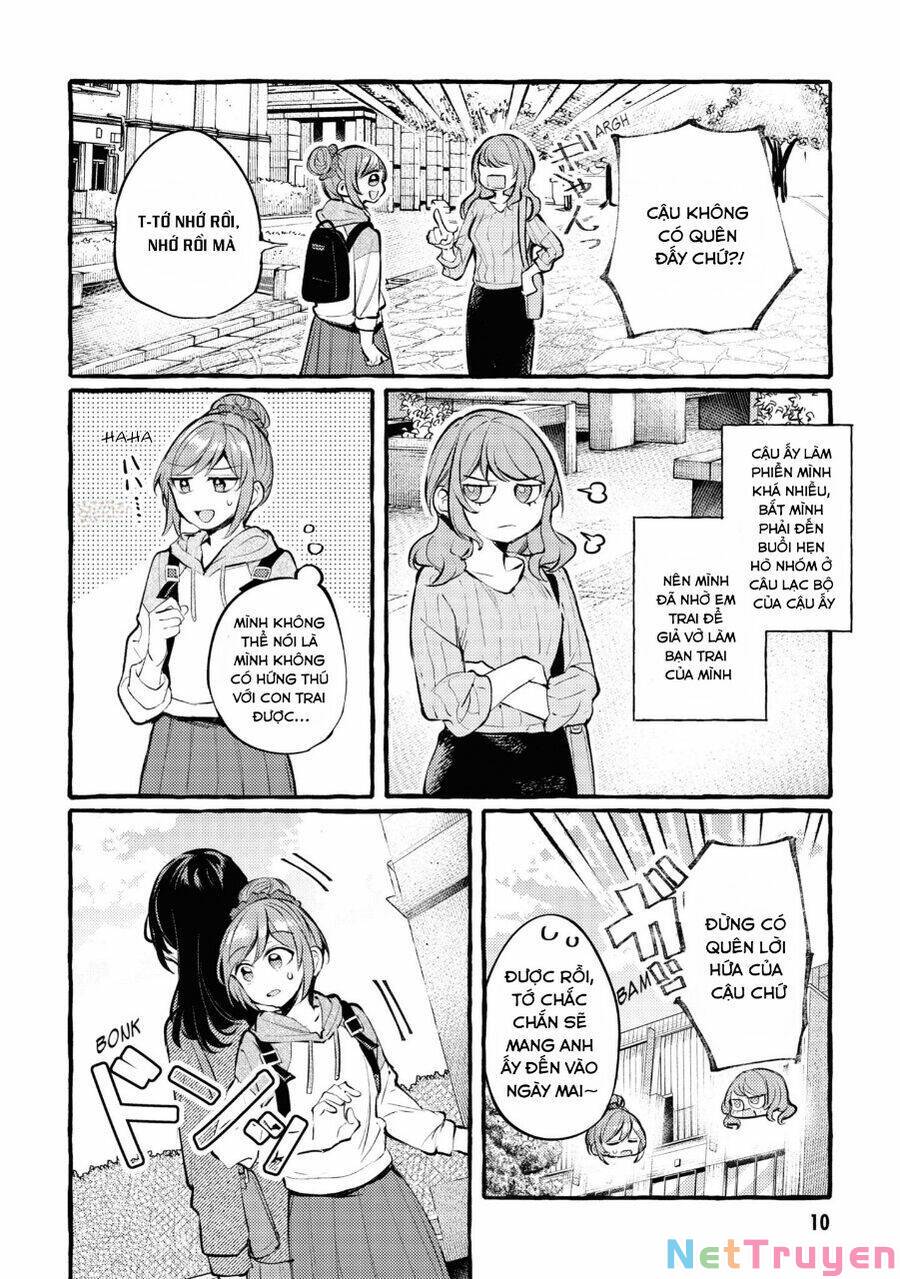 CẬU KHÔNG
CÓ QUÊN
ĐẤY CHỨ?!
ARGH
T-TỚ NHỚ RỒI,
NHỚ RỒI MÀ
CẬU ẤY LÀM
PHIỀN MÌNH
KHÁ NHIỀU,
BẮT MÌNH
PHẢI ĐẾN
BUỔI HẸN
HÒ NHÓM Ở
CÂU LẠC BỘ
CỦA CẬU ẤY
NÊN MÌNH
ĐÃ NHỜ EM
TRAI ĐỂ
GIẢ VỜ LÀM
BẠN TRAI
CỦA MÌNH
HAHA
MÌNH KHÔNG
THỂ NÓI LÀ
MÌNH KHÔNG
CÓ HỨNG THÚ
VỚI CON TRAI
ĐƯỢC...
ĐỪNG CÓ
QUÊN LỜI
HỨA CỦA
CẬU CHỨ
ガ
BAM
ĐƯỢC RỒI,
TỚ CHẮC
CHẮN SẼ
MANG ANH
ẤY ĐẾN VÀO
NGÀY MAI~
BONK
ドン
10
NetTruyen